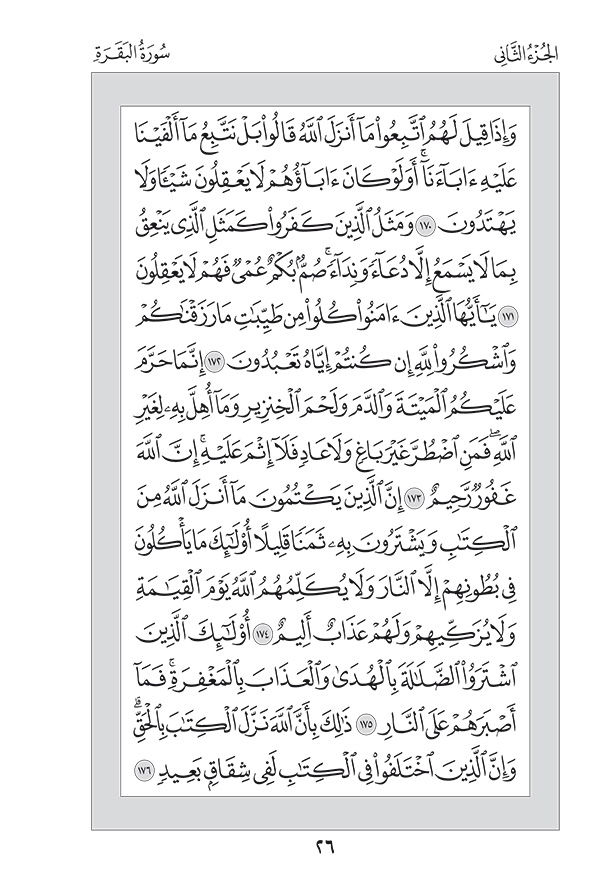 الجُزْءُ الثَّانِي
سُورَةُ البَقَرَةِ
وَإِذَا قِيلَ لَهُمُ ٱتَّبِعُوا۟ مَآ أَنزَلَ ٱللَّهُ قَالُوا۟ بَلْ نَتَّبِعُ مَآ أَلْفَيْنَا
عَلَيْهِ ءَابَآءَنَآۚ أَوَلَوْ كَانَ ءَابَآؤُهُمْ لَا يَعْقِلُونَ شَيْـًٔا وَلَا
يَهْتَدُونَ ١٧٠ وَمَثَلُ ٱلَّذِينَ كَفَرُوا۟ كَمَثَلِ ٱلَّذِى يَنْعِقُ
بِمَا لَا يَسْمَعُ إِلَّا دُعَآءً وَنِدَآءًۚ صُمٌّۢ بُكْمٌ عُمْىٌ فَهُمْ لَا يَعْقِلُونَ
١٧١ يَـٰٓأَيُّهَا ٱلَّذِينَ ءَامَنُوا۟ كُلُوا۟ مِن طَيِّبَـٰتِ مَا رَزَقْنَـٰكُمْ
وَٱشْكُرُوا۟ لِلَّهِ إِن كُنتُمْ إِيَّاهُ تَعْبُدُونَ ١٧٢ إِنَّمَا حَرَّمَ
عَلَيْكُمُ ٱلْمَيْتَةَ وَٱلدَّمَ وَلَحْمَ ٱلْخِنزِيرِ وَمَآ أُهِلَّ بِهِۦ لِغَيْرِ
ٱللَّهِۖ فَمَنِ ٱضْطُرَّ غَيْرَ بَاغٍ وَلَا عَادٍ فَلَآ إِثْمَ عَلَيْهِۚ إِنَّ ٱللَّهَ
غَفُورٌ رَّحِيمٌ ١٧٣ إِنَّ ٱلَّذِينَ يَكْتُمُونَ مَآ أَنزَلَ ٱللَّهُ مِنَ
ٱلْكِتَـٰبِ وَيَشْتَرُونَ بِهِۦ ثَمَنًا قَلِيلًا أُو۟لَـٰٓئِكَ مَا يَأْكُلُونَ
فِى بُطُونِهِمْ إِلَّا ٱلنَّارَ وَلَا يُكَلِّمُهُمُ ٱللَّهُ يَوْمَ ٱلْقِيَـٰمَةِ
وَلَا يُزَكِّيهِمْ وَلَهُمْ عَذَابٌ أَلِيمٌ ١٧٤ أُو۟لَـٰٓئِكَ ٱلَّذِينَ
ٱشْتَرَوُا۟ ٱلضَّلَـٰلَةَ بِٱلْهُدَىٰ وَٱلْعَذَابَ بِٱلْمَغْفِرَةِۚ فَمَآ
أَصْبَرَهُمْ عَلَى ٱلنَّارِ ١٧٥ ذَٰلِكَ بِأَنَّ ٱللَّهَ نَزَّلَ ٱلْكِتَـٰبَ بِٱلْحَقِّۗ
وَإِنَّ ٱلَّذِينَ ٱخْتَلَفُوا۟ فِى ٱلْكِتَـٰبِ لَفِى شِقَاقٍۭ بَعِيدٍ ١٧٦
٢٦